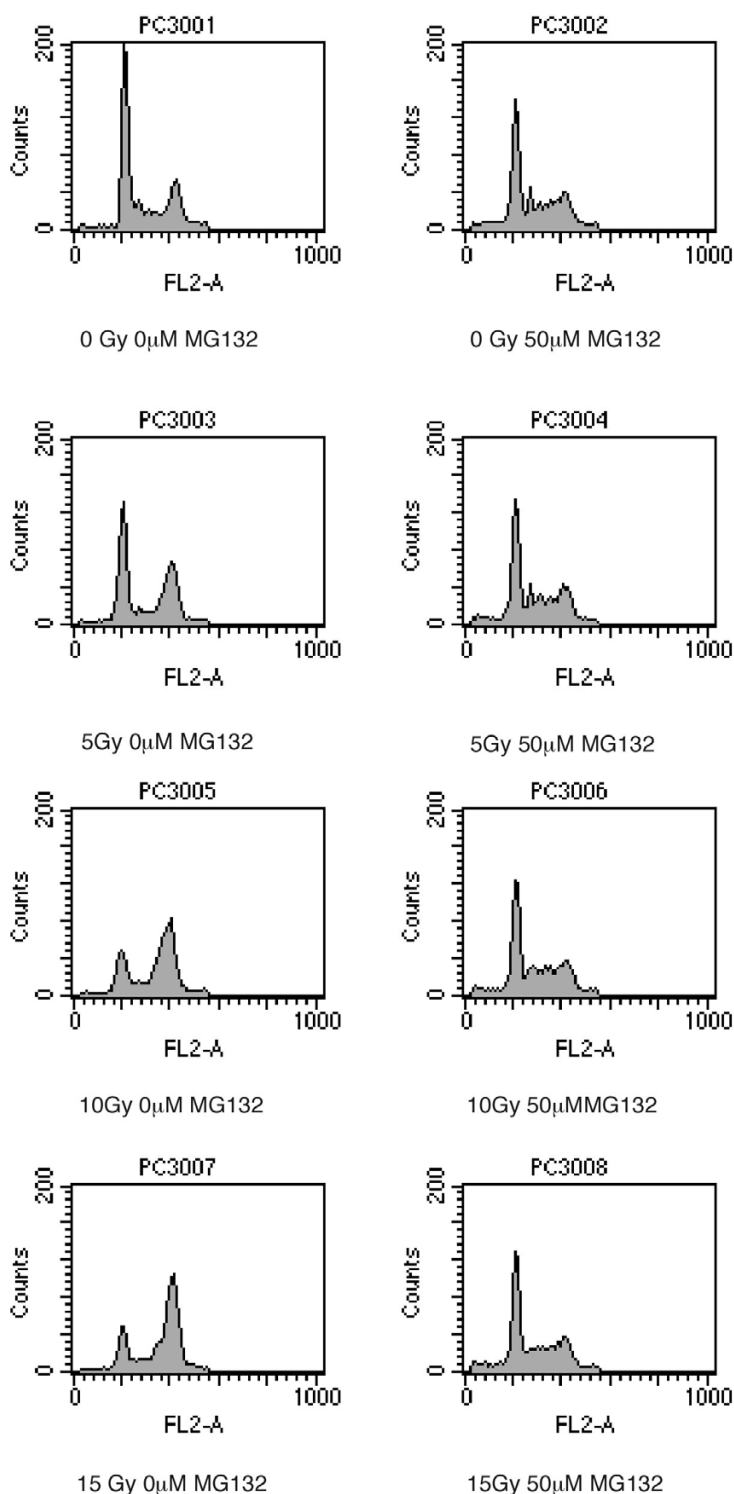 PC3001
200
Counts
0
0 1000
FL2-A
0 Gy 0μM MG132
PC3002
200
Counts
0
0 1000
FL2-A
0 Gy 50μM MG132
PC3003
200
Counts
0
0 1000
FL2-A
5Gy 0μM MG132
PC3004
200
Counts
0
0 1000
FL2-A
5Gy 50μM MG132
PC3005
200
Counts
0
0 1000
FL2-A
10Gy 0μM MG132
PC3006
200
Counts
0
0 1000
FL2-A
10Gy 50μMMG132
PC3007
200
Counts
0
0 1000
FL2-A
15 Gy 0μM MG132
PC3008
200
Counts
0
0 1000
FL2-A
15Gy 50μM MG132